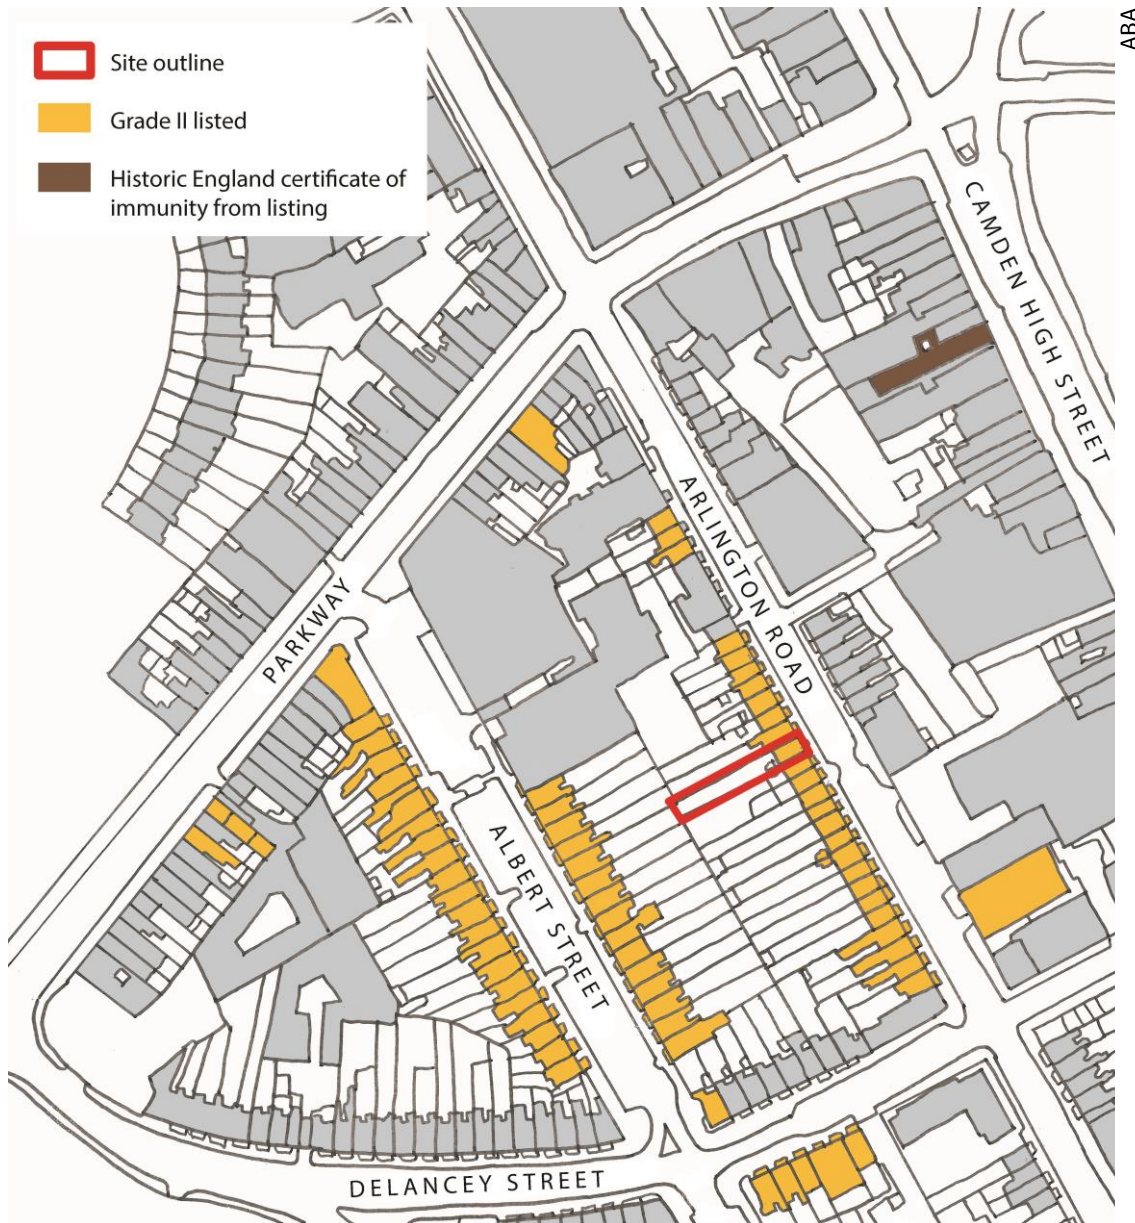 ABA
Site outline
Grade II listed
Historic England certificate of
immunity from listing
CAMDEN HIGH STREET
ARLINGTON ROAD
PARKWAY
ALBERT STREET
DELANCEY STREET